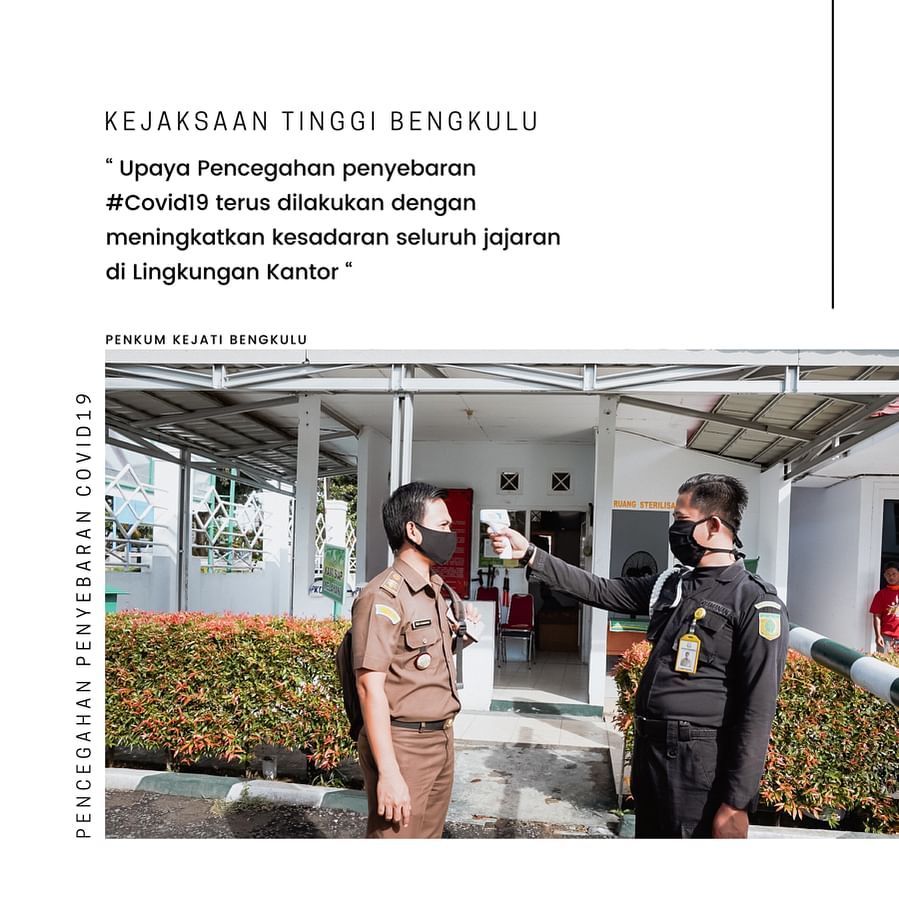 KEJAKSAAN TINGGI BENGKULU
“ Upaya Pencegahan penyebaran
#Covid19 terus dilakukan dengan
meningkatkan kesadaran seluruh jajaran
di Lingkungan Kantor “
PENKUM KEJATI BENGKULU
PENCEGAHAN PENYEBARAN COVID19
RUANG STERILISA